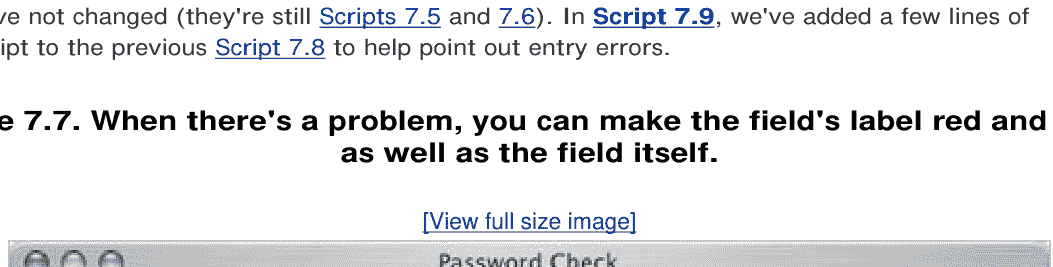 ve not changed (they're still Scripts 7.5 and 7.6). In Script 7.9, we've added a few lines of
ipt to the previous Script 7.8 to help point out entry errors.
e 7.7. When there's a problem, you can make the field's label red and
as well as the field itself.
[View full size image]
Password Check